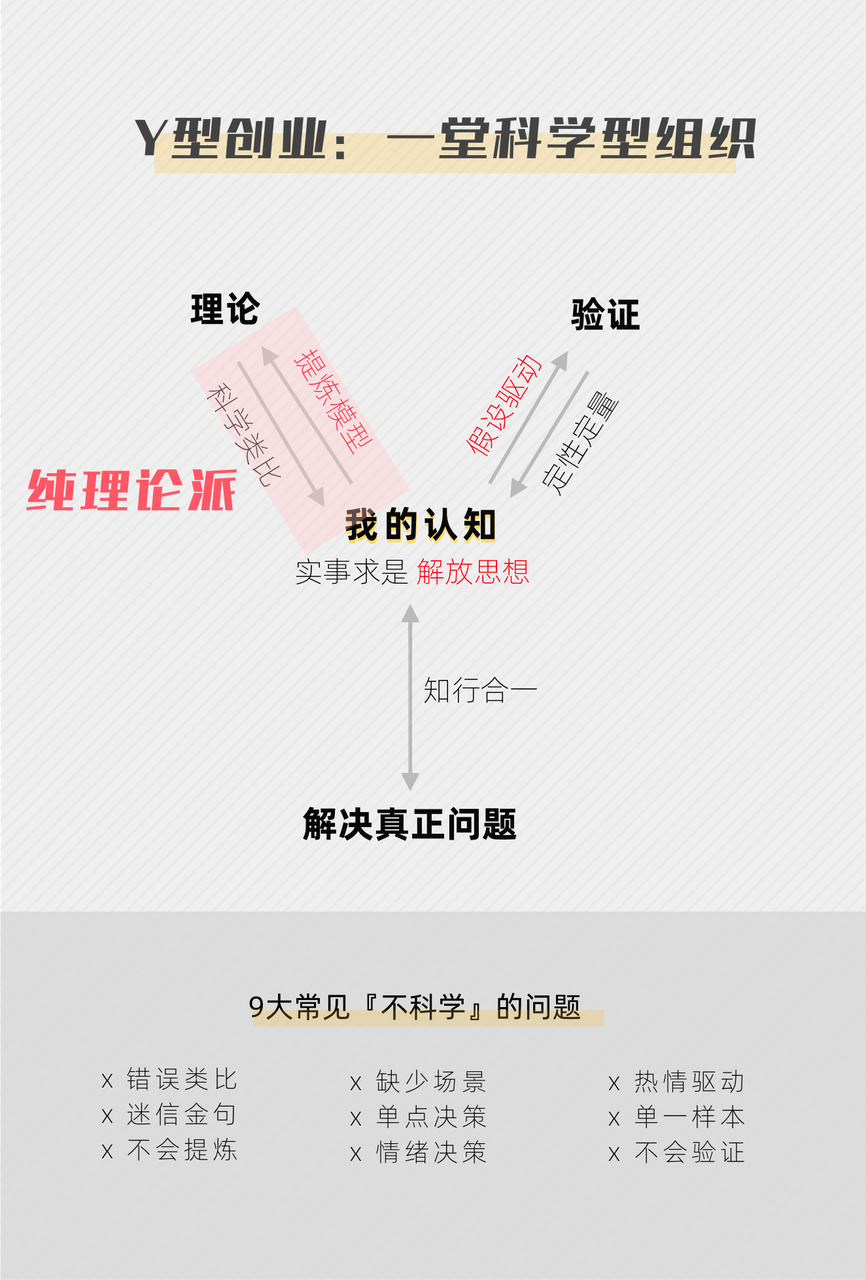 Y型创业：一堂科学型组织
理论
验证
科学类比
提炼模型
假设驱动
定性定量
纯理论派
我的认知
实事求是 解放思想
知行合一
解决真正问题
9大常见『不科学』的问题
x 错误类比
x 缺少场景
x 热情驱动
x 迷信金句
x 单点决策
x 单一样本
x 不会提炼
x 情绪决策
x 不会验证